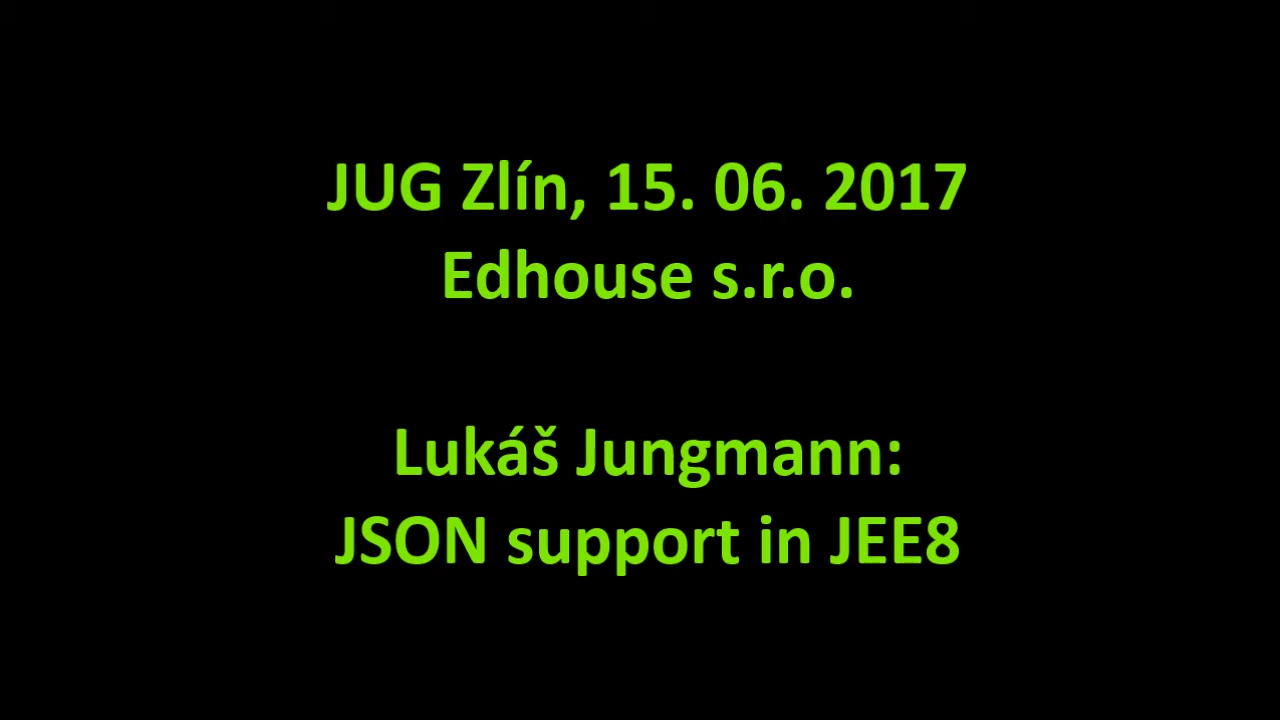 JUG Zlín, 15. 06. 2017
Edhouse s.r.o.
Lukáš Jungmann:
JSON support in JEE8